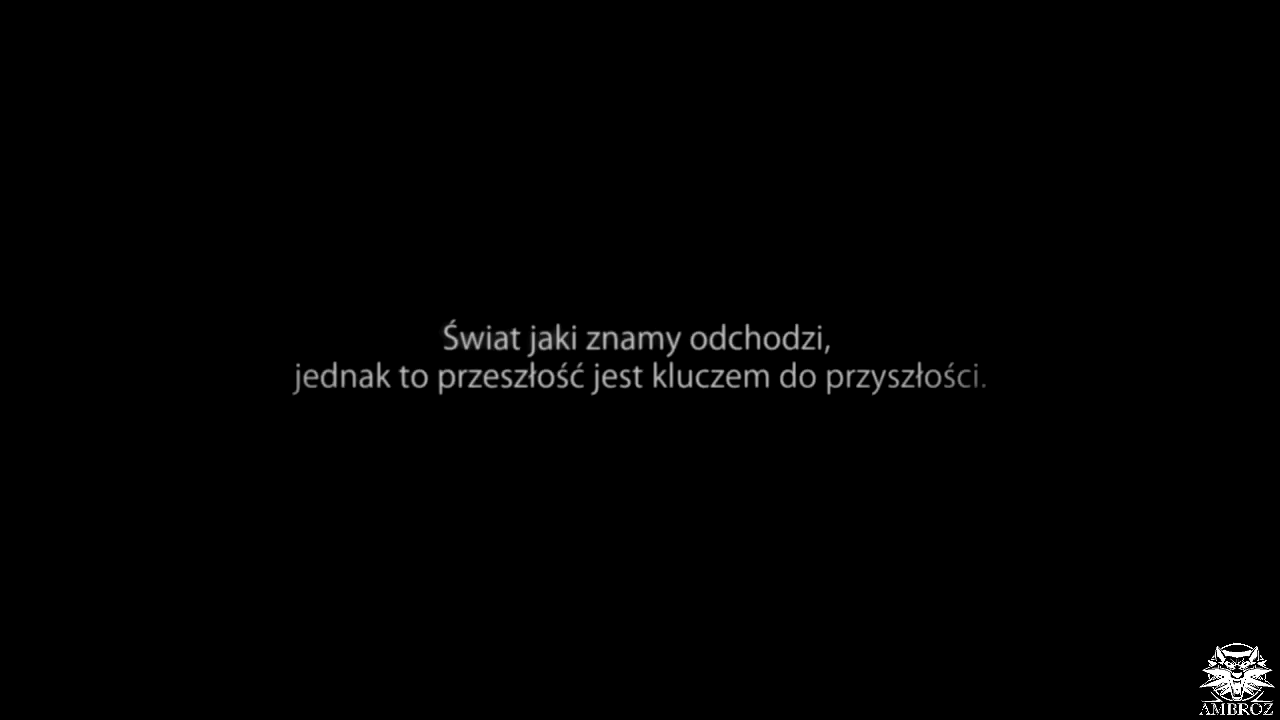 Świat jaki znamy odchodzi,
jednak to przeszłość jest kluczem do przyszłości.
AMBROZ